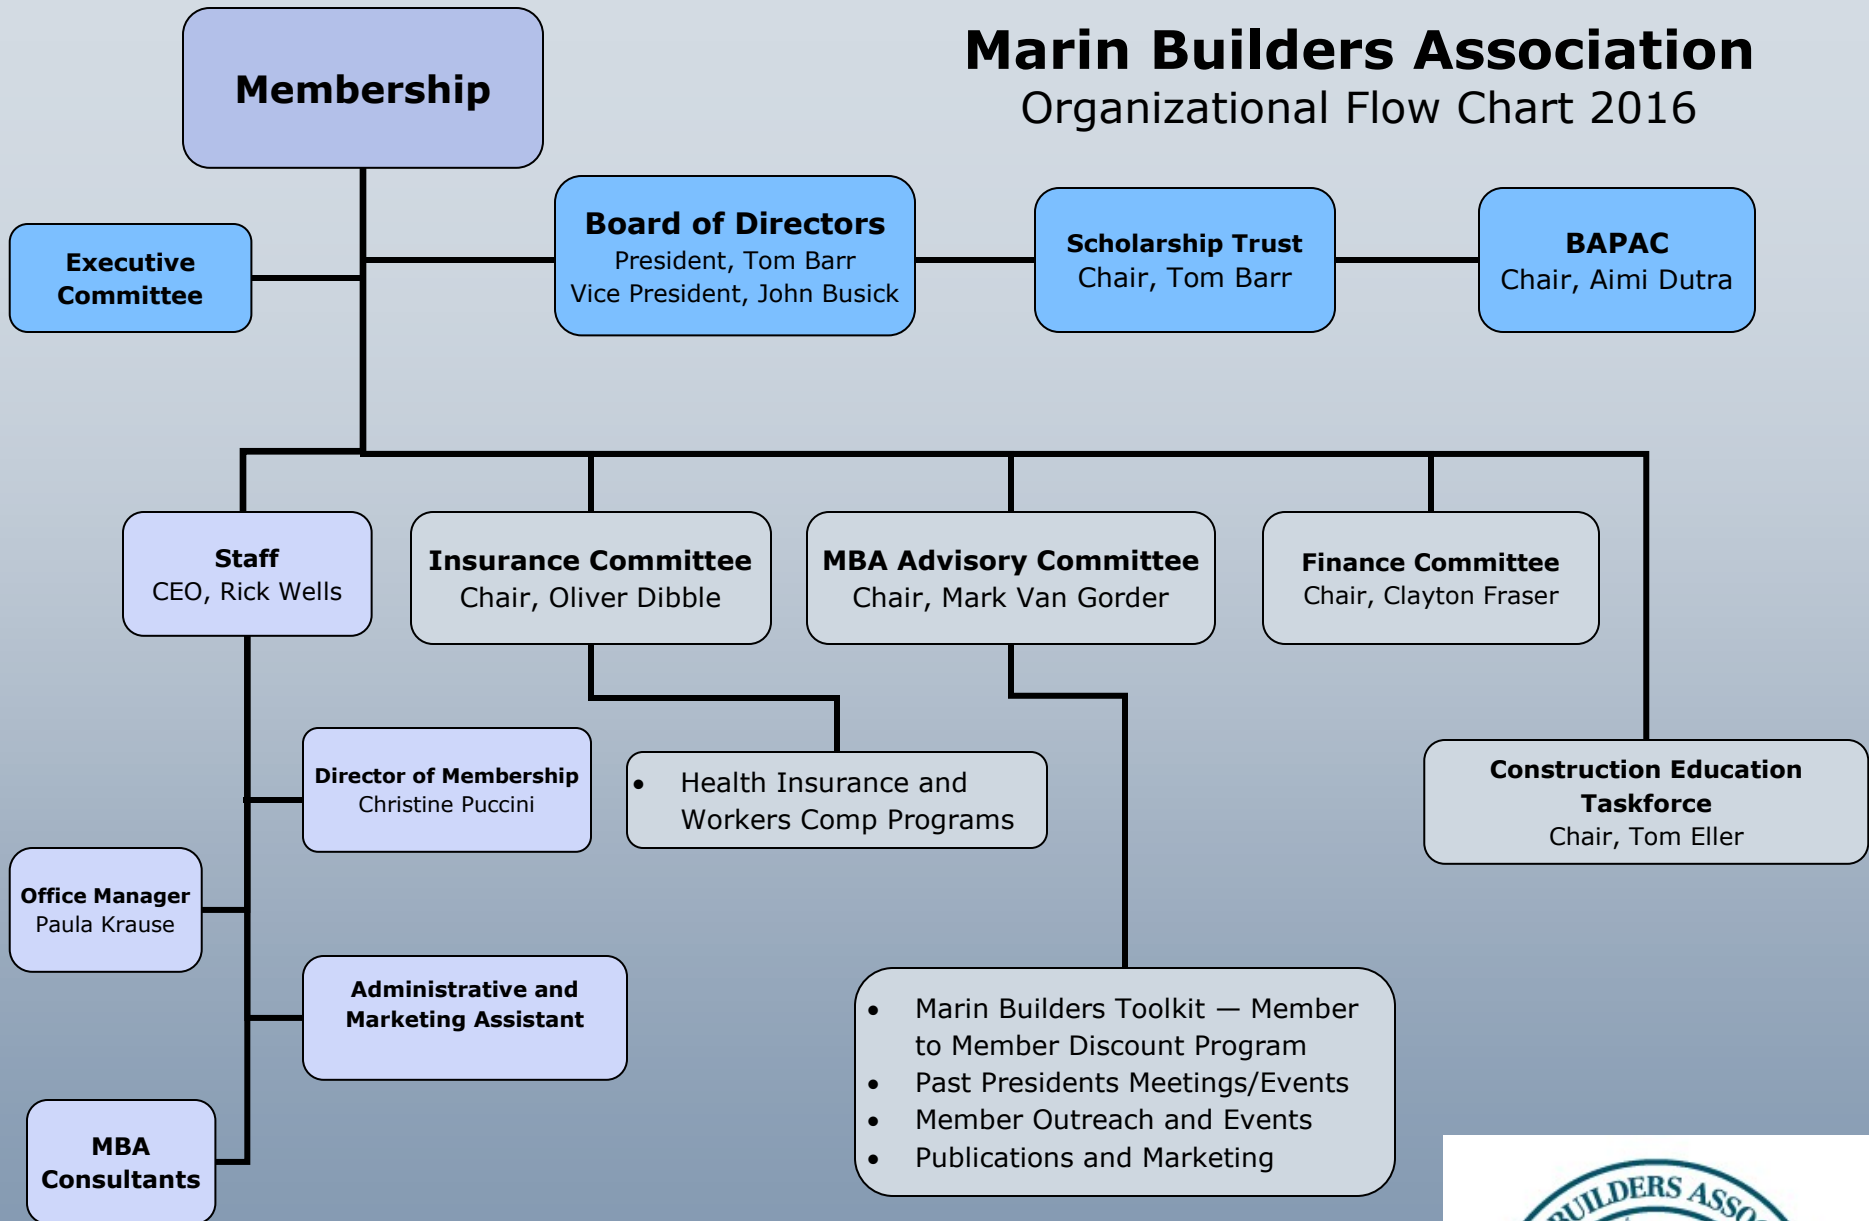 Marin Builders Association
Organizational Flow Chart 2016
Membership
Executive
Committee
Board of Directors
President, Tom Barr
Vice President, John Busick
Scholarship Trust
Chair, Tom Barr
BAPAC
Chair, Aimi Dutra
Staff
CEO, Rick Wells
Insurance Committee
Chair, Oliver Dibble
MBA Advisory Committee
Chair, Mark Van Gorder
Finance Committee
Chair, Clayton Fraser
Director of Membership
Christine Puccini
• Health Insurance and
Workers Comp Programs
Construction Education
Taskforce
Chair, Tom Eller
Office Manager
Paula Krause
Administrative and
Marketing Assistant
• Marin Builders Toolkit — Member
to Member Discount Program
• Past Presidents Meetings/Events
• Member Outreach and Events
• Publications and Marketing
MBA
Consultants